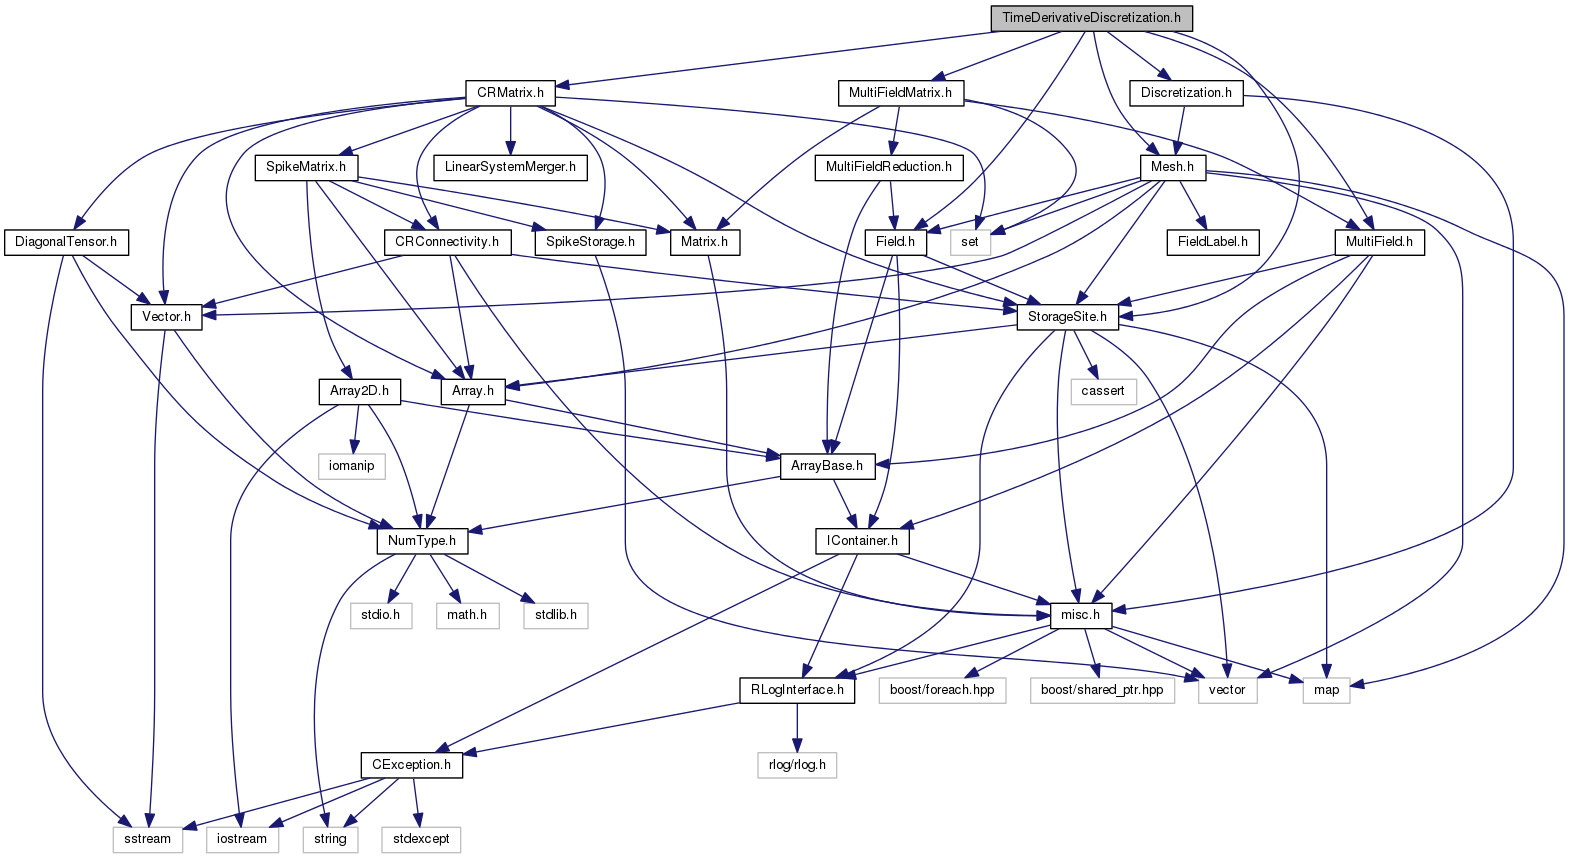 TimeDerivativeDiscretization.h
CRMatrix.h
MultiFieldMatrix.h
Discretization.h
SpikeMatrix.h
LinearSystemMerger.h
MultiFieldReduction.h
Mesh.h
DiagonalTensor.h
CRConnectivity.h
SpikeStorage.h
Matrix.h
Field.h
set
FieldLabel.h
MultiField.h
Vector.h
StorageSite.h
Array2D.h
Array.h
cassert
iomanip
ArrayBase.h
NumType.h
IContainer.h
stdio.h
math.h
stdlib.h
misc.h
RLogInterface.h
boost/foreach.hpp
boost/shared_ptr.hpp
vector
map
CException.h
rlog/rlog.h
sstream
iostream
string
stdexcept